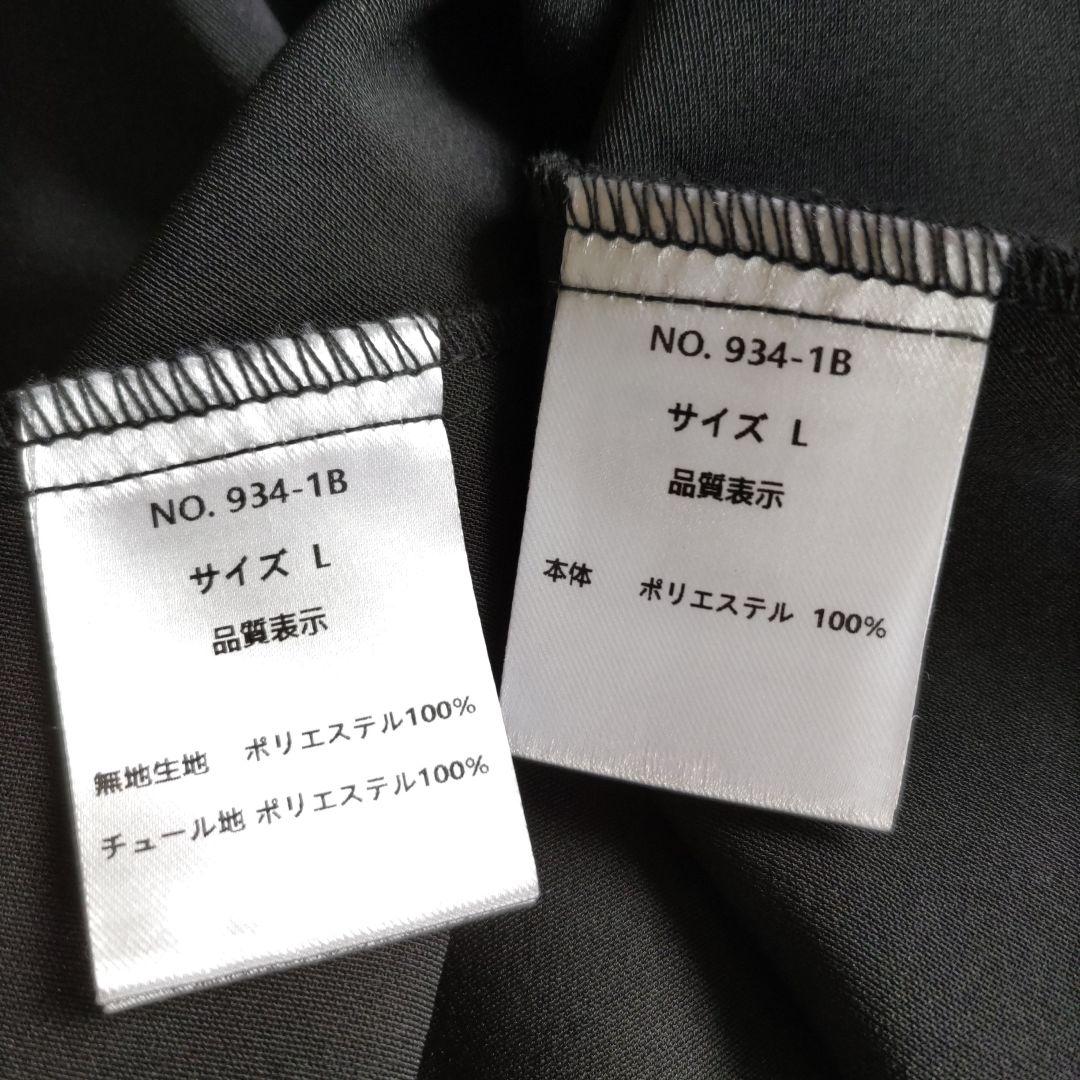 NO. 934-1B
サイズ L
品質表示
無地生地 ポリエステル100%
チュール地 ポリエステル100%
NO. 934-1B
サイズ L
品質表示
本体 ポリエステル 100%